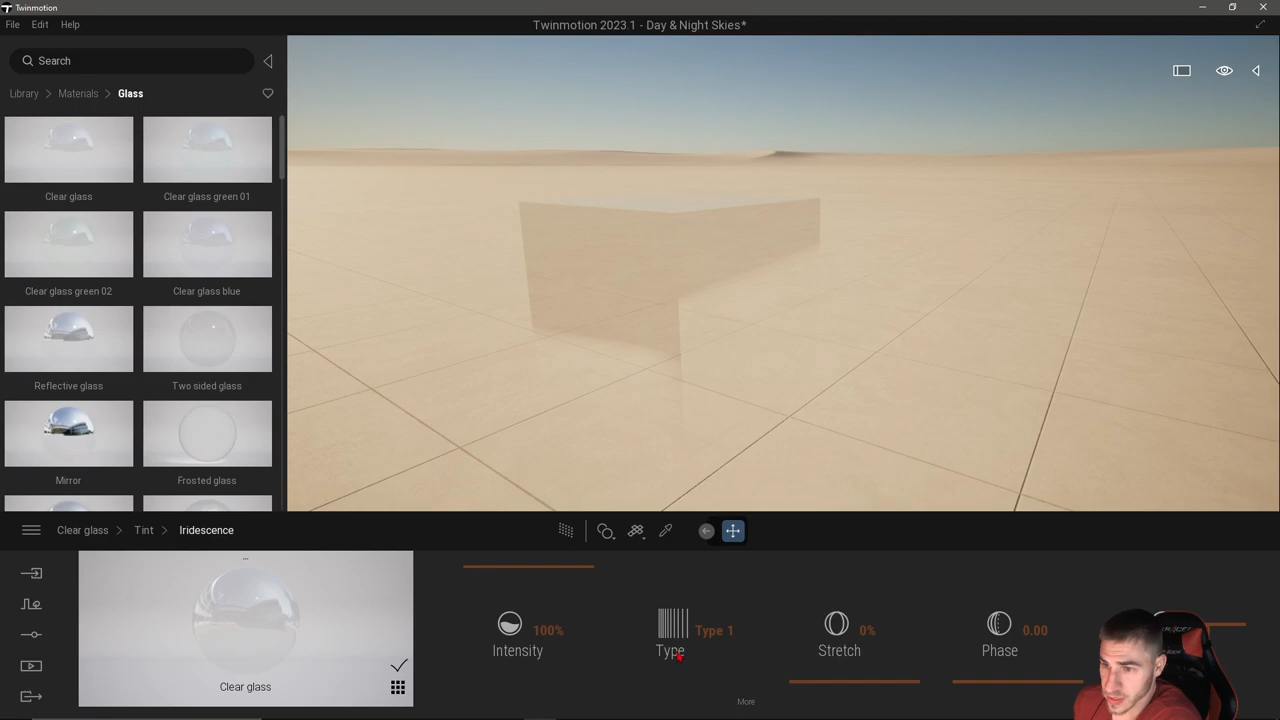 Twinmotion
File Edit Help
Twinmotion 2023.1 - Day & Night Skies*
Search
Library > Materials > Glass
Clear glass
Clear glass green 01
Clear glass green 02
Clear glass blue
Reflective glass
Two sided glass
Mirror
Frosted glass
Clear glass > Tint > Iridescence
...
Clear glass
100%
Intensity
Type 1
Type
0%
Stretch
0.00
Phase
More